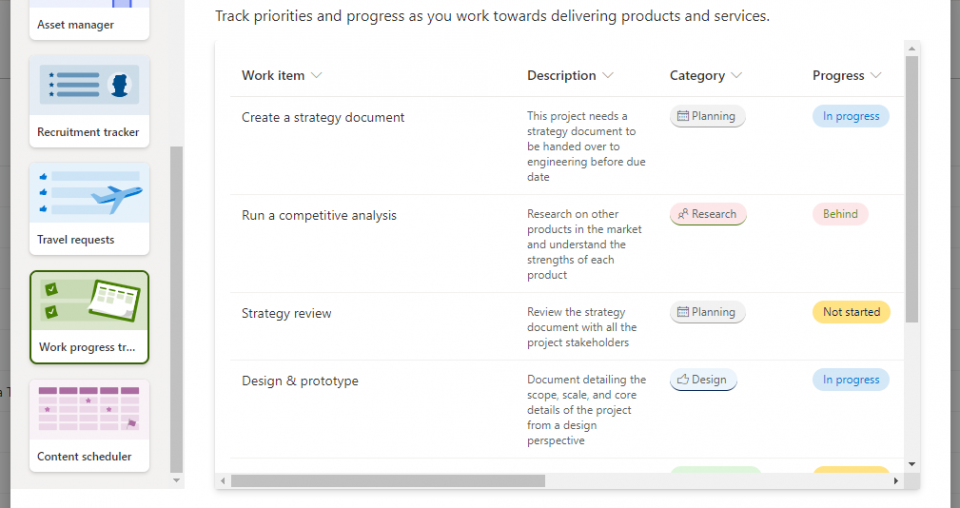 Track priorities and progress as you work towards delivering products and services.
Asset manager
Recruitment tracker
Travel requests
Work progress tr...
Content scheduler
Work item Description Category Progress
Create a strategy document
This project needs a
strategy document to
be handed over to
engineering before due
date
Planning
In progress
Run a competitive analysis
Research on other
products in the market
and understand the
strengths of each
product
Research
Behind
Strategy review
Review the strategy
document with all the
project stakeholders
Planning
Not started
Design & prototype
Document detailing the
scope, scale, and core
details of the project
from a design
perspective
Design
In progress